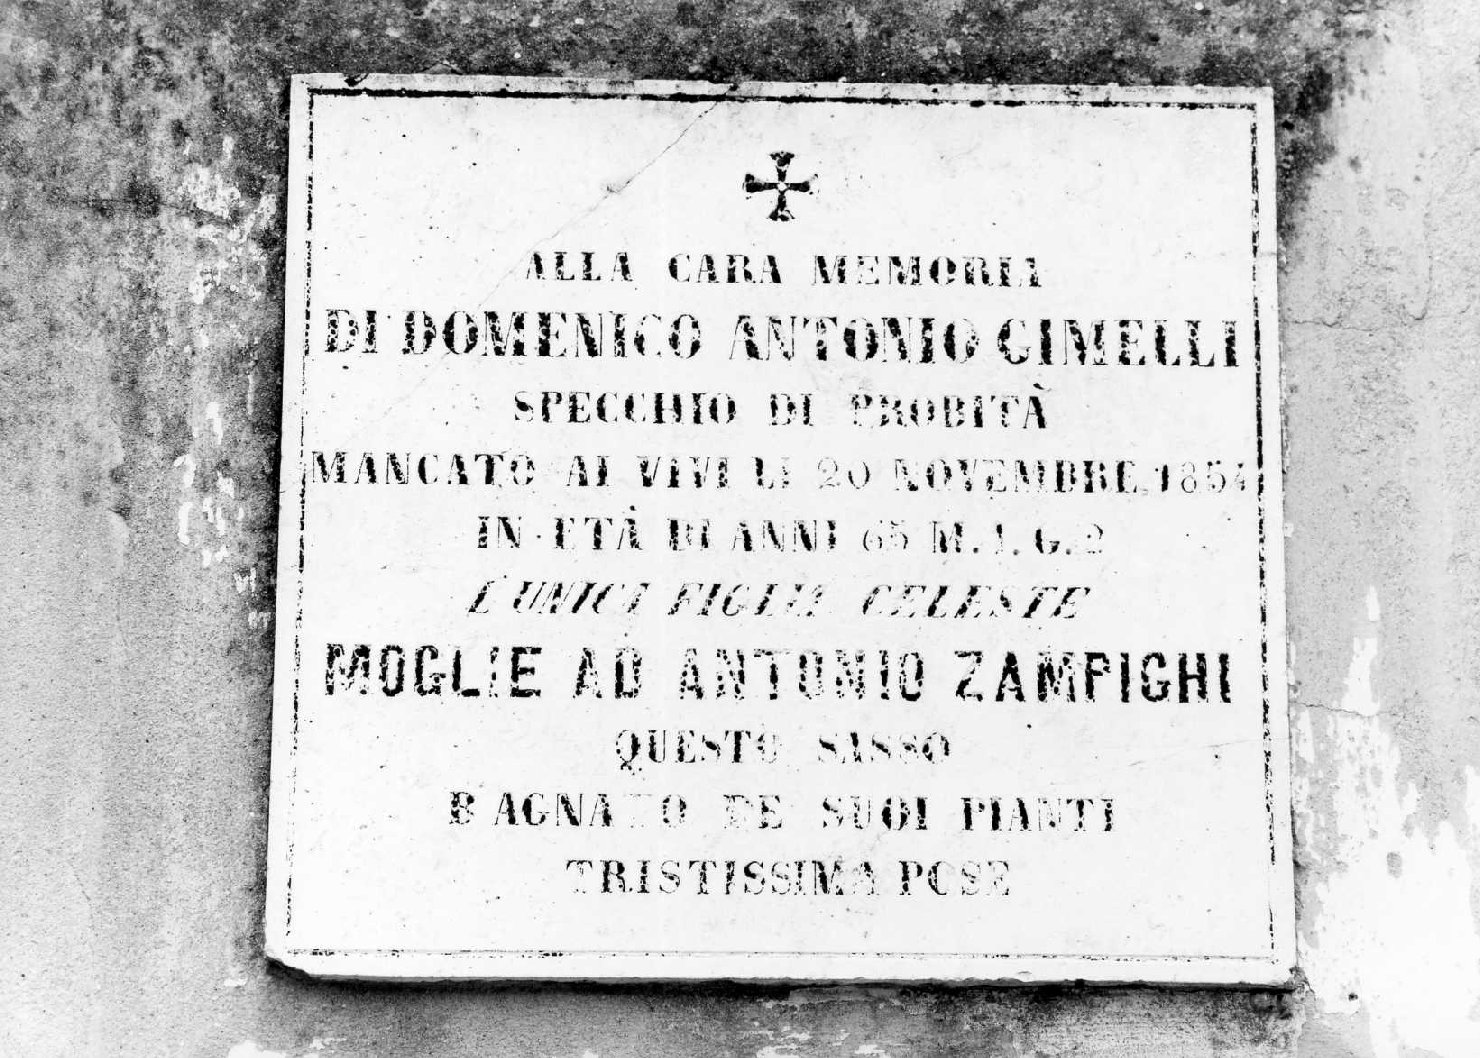 ALLA CARA MEMORIA
DI DOMENICO ANTONIO GIMELLI
SPECCHIO DI PROBITÀ
MANCATO AI VIVI LI 20 NOVEMBRE 1854
IN ETÀ DI ANNI 65 M. 1. G. 2
L'UNICA FIGLIA CELESTE
MOGLIE AD ANTONIO ZAMPIGHI
QUESTO SASSO
BAGNATO DE SUOI PIANTI
TRISTISSIMA POSE